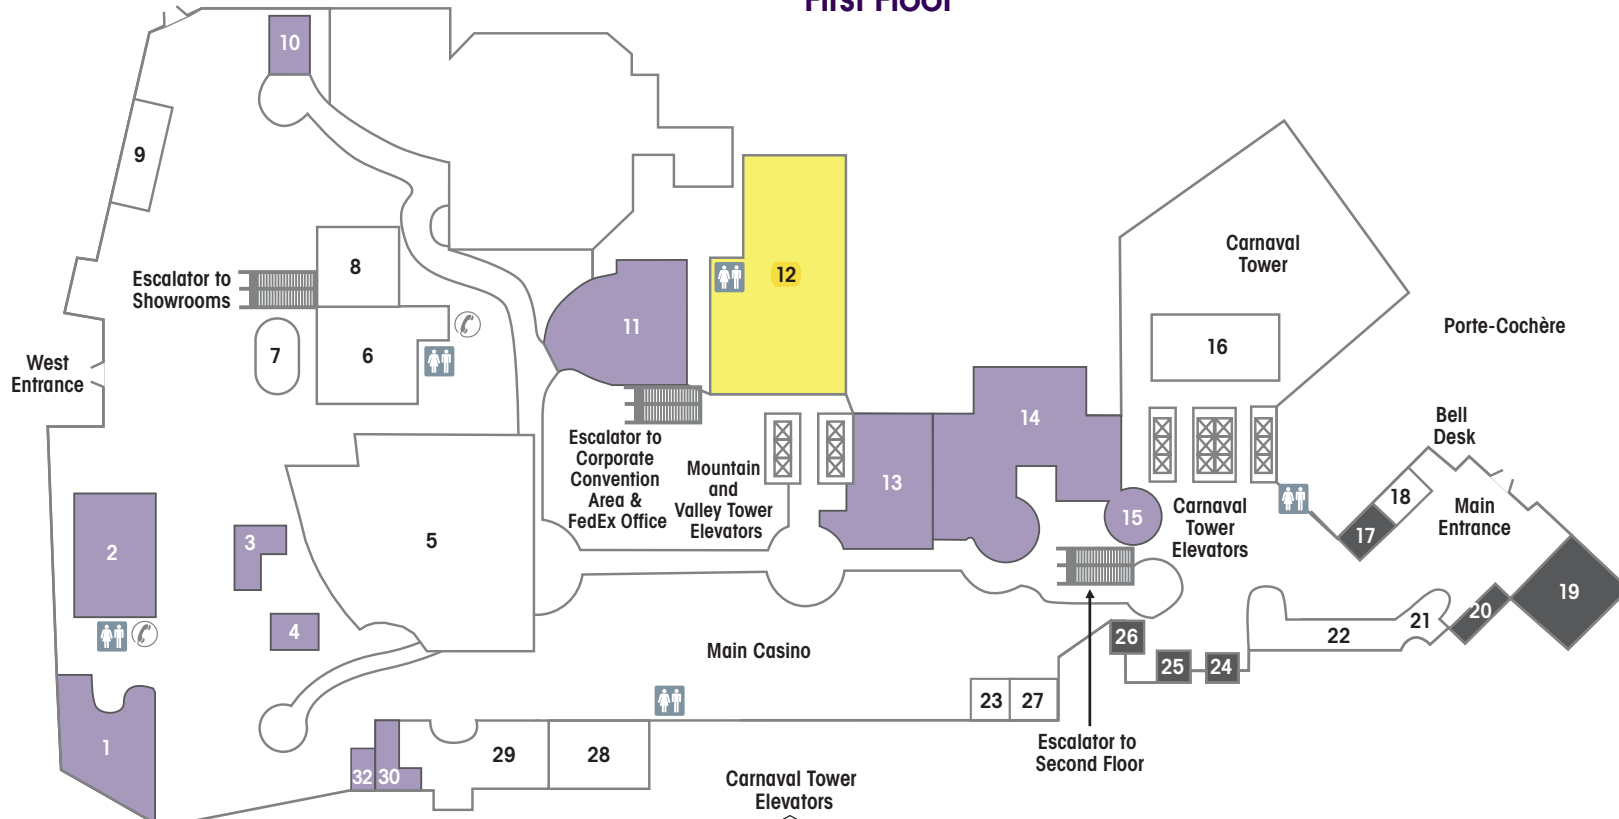 First Floor
10
9
Carnaval
Tower
8
Escalator to
Showrooms
12
11
Porte-Cochère
7
6
16
West
Entrance
14
Bell
Desk
Escalator to
Corporate
Convention
Area &
FedEx Office
Mountain
and
Valley Tower
Elevators
13
15
Carnaval
Tower
Elevators
18
17
Main
Entrance
2
3
5
4
19
20
21
22
26
25
24
Main Casino
23
27
1
29
28
32
30
Escalator to
Second Floor
Carnaval Tower
Elevators